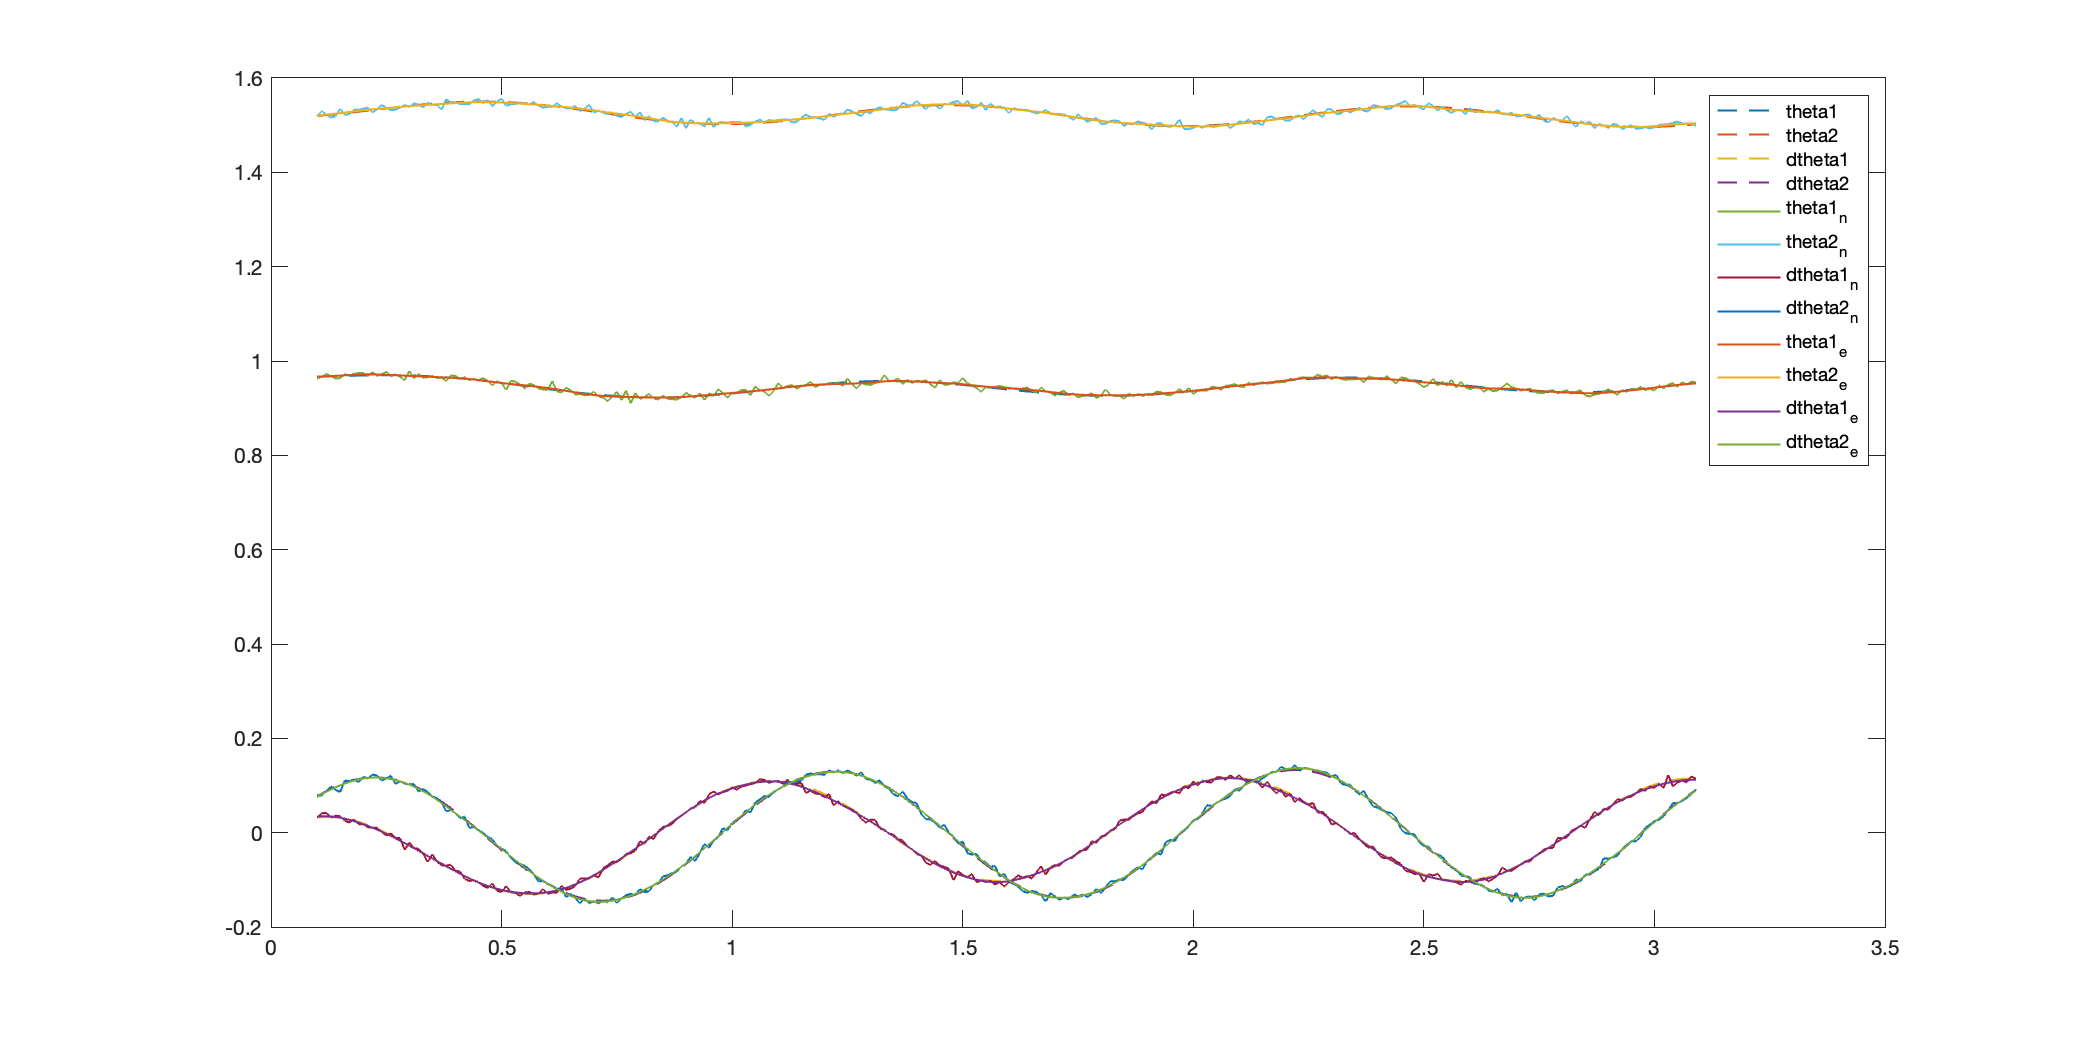 1.6
1.4
1.2
1
0.8
0.6
0.4
0.2
0
-0.2
0 0.5 1 1.5 2 2.5 3 3.5
theta1
theta2
dtheta1
dtheta2
theta1n
theta2n
dtheta1n
dtheta2n
theta1e
theta2e
dtheta1e
dtheta2e